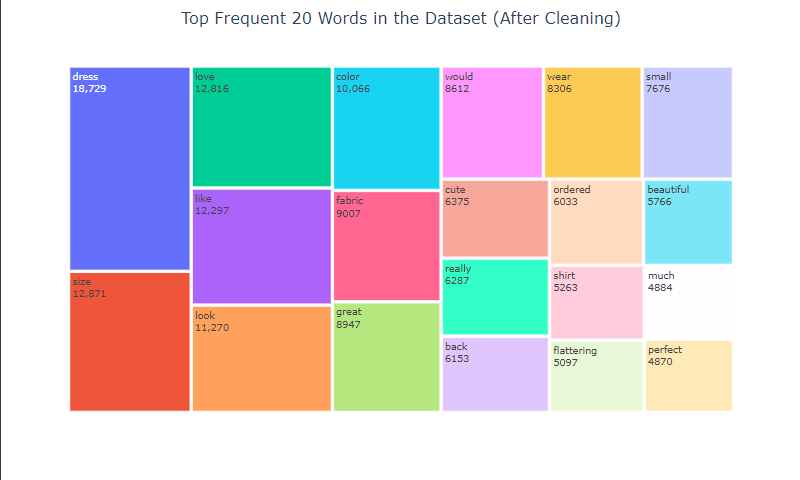 Top Frequent 20 Words in the Dataset (After Cleaning)
dress
18,729
size
12,871
love
12,816
like
12,297
look
11,270
color
10,066
fabric
9007
great
8947
would
8612
wear
8306
small
7676
cute
6375
really
6287
back
6153
ordered
6033
beautiful
5766
shirt
5263
flattering
5097
much
4884
perfect
4870